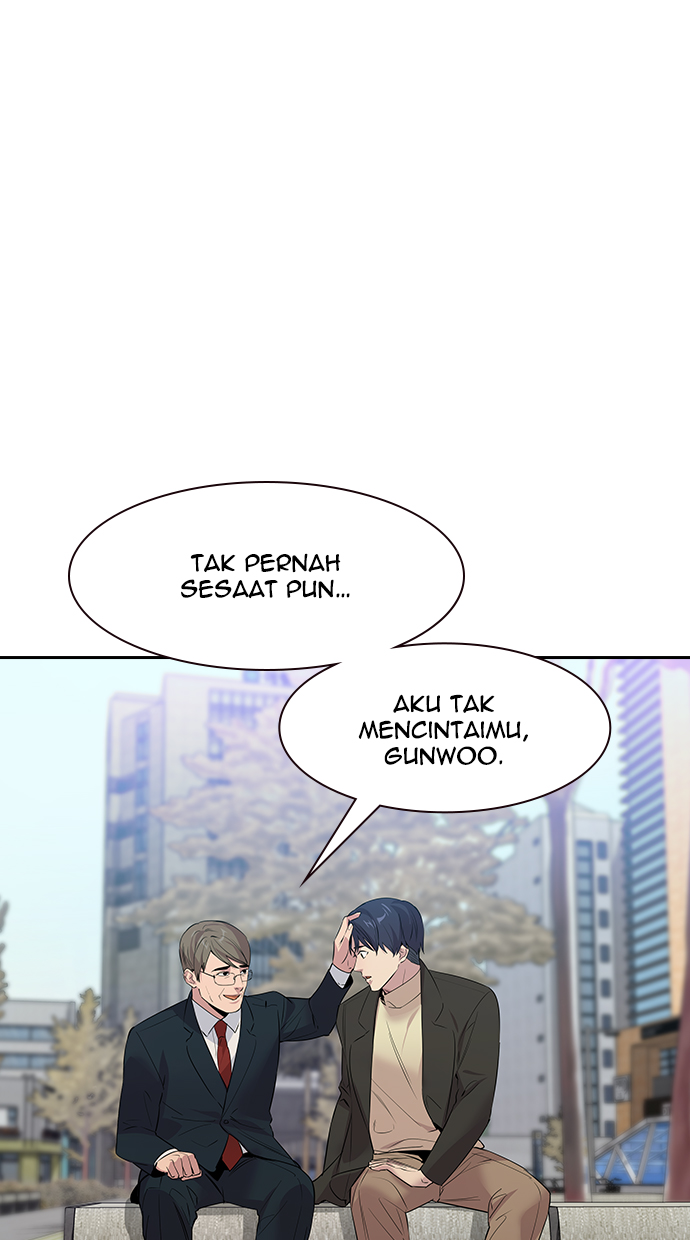 TAK PERNAH
SESAAT PUN...
AKU TAK
MENCINTAIMU,
GUNWOO.